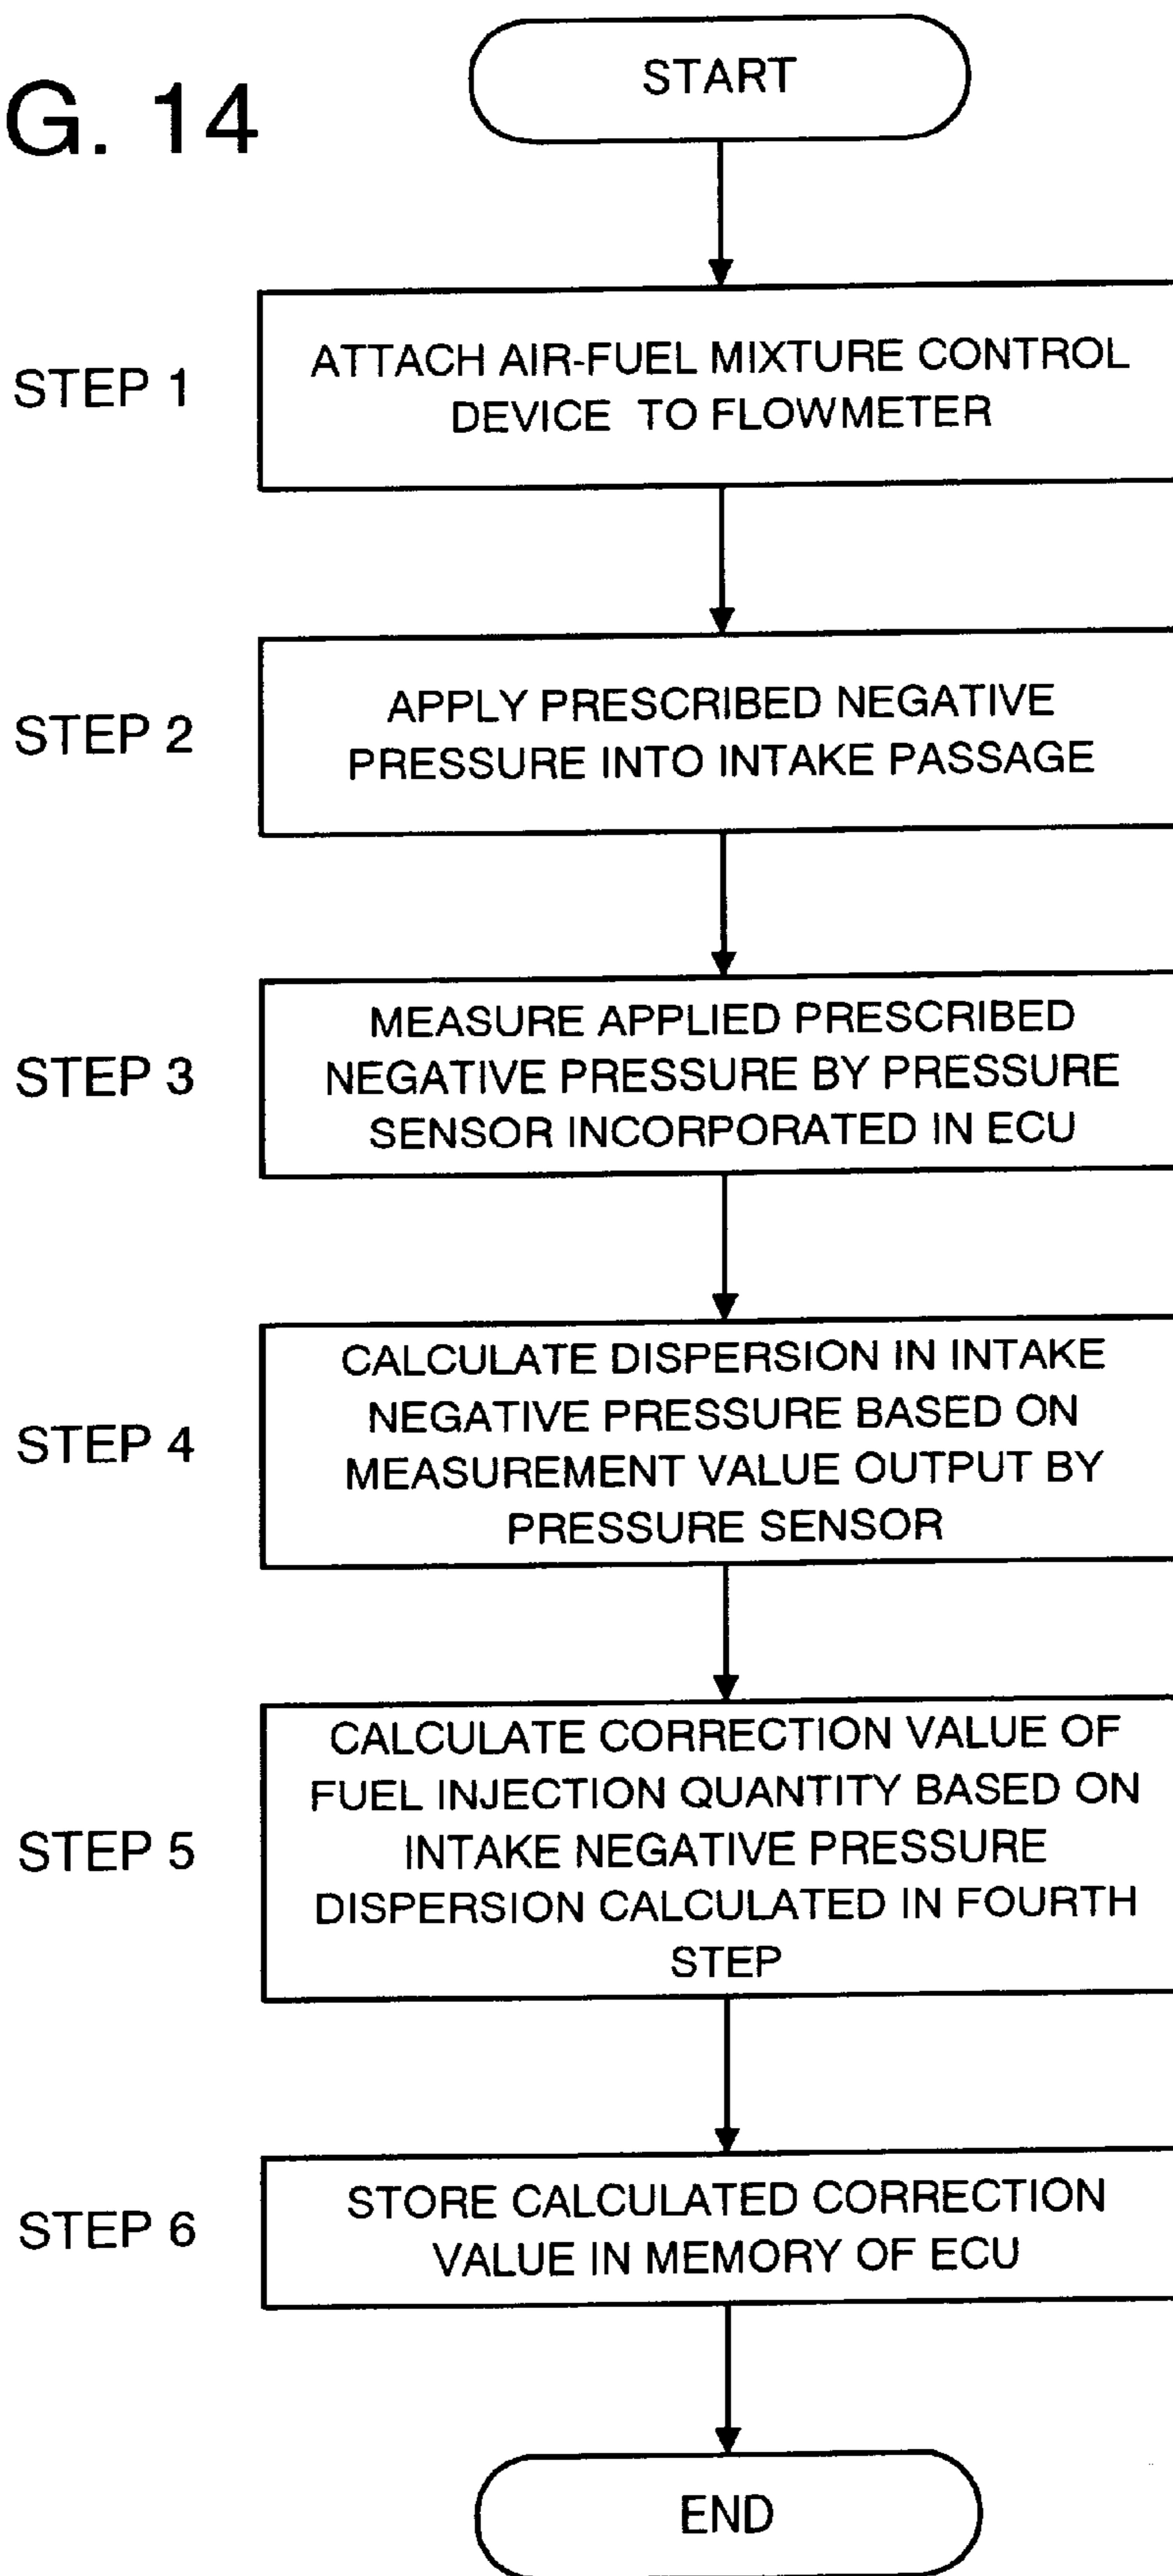 G. 14
START
STEP 1
ATTACH AIR-FUEL MIXTURE CONTROL
DEVICE TO FLOWMETER
STEP 2
APPLY PRESCRIBED NEGATIVE
PRESSURE INTO INTAKE PASSAGE
STEP 3
MEASURE APPLIED PRESCRIBED
NEGATIVE PRESSURE BY PRESSURE
SENSOR INCORPORATED IN ECU
STEP 4
CALCULATE DISPERSION IN INTAKE
NEGATIVE PRESSURE BASED ON
MEASUREMENT VALUE OUTPUT BY
PRESSURE SENSOR
STEP 5
CALCULATE CORRECTION VALUE OF
FUEL INJECTION QUANTITY BASED ON
INTAKE NEGATIVE PRESSURE
DISPERSION CALCULATED IN FOURTH
STEP
STEP 6
STORE CALCULATED CORRECTION
VALUE IN MEMORY OF ECU
END